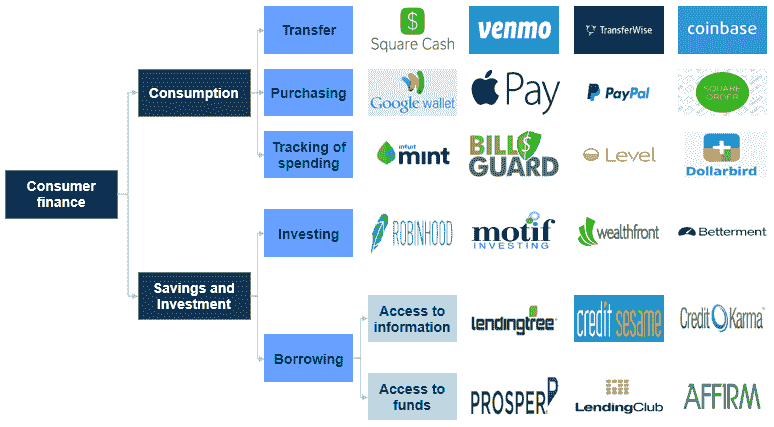 Transfer
Square Cash
venmo
TransferWise
coinbase
Consumption
Purchasing
Google wallet
Pay
PayPal
SQUARE
ORDER
Tracking of
spending
intuit
mint
BILL
GUARD
Level
Dollarbird
Consumer
finance
Investing
ROBINHOOD
motif
INVESTING
wealthfront
Betterment
Savings and
Investment
Access to
information
lendingtree
credit sesame
Credit Karma
Borrowing
Access to
funds
PROSPER
LendingClub
AFFIRM